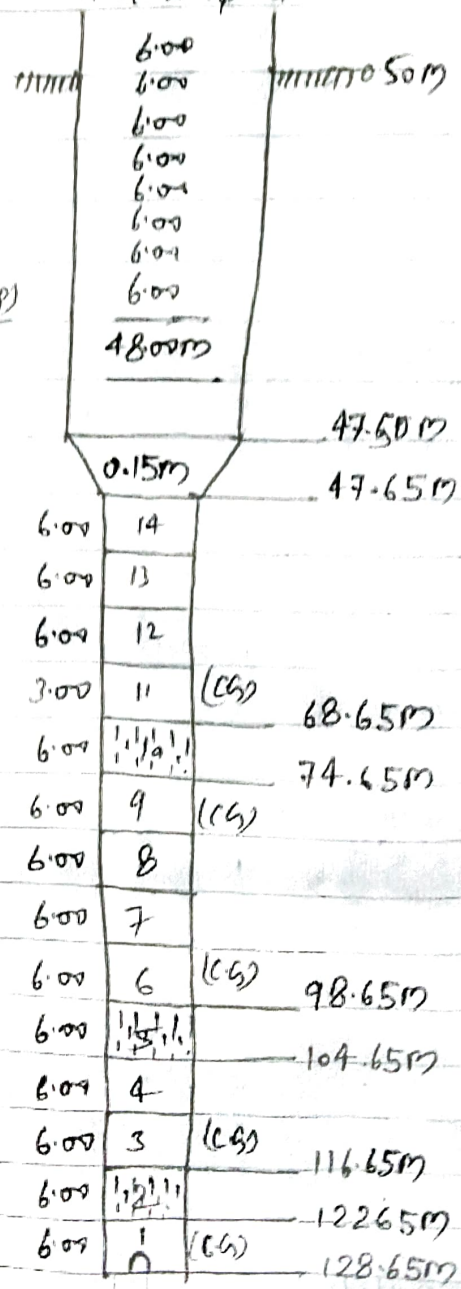 6.00
6.00 0.50m
6.00
6.00
6.00
6.00
6.00
6.00
48.00m
47.50m
0.15m
47.65m
6.00 14
6.00 13
6.00 12
3.00 11 (CG)
68.65m
6.00 10
74.65m
6.00 9 (CG)
6.00 8
6.00 7
6.00 6 (CG)
98.65m
6.00 5
104.65m
6.00 4
6.00 3 (CG)
116.65m
6.00 2
122.65m
6.00 1 (CG)
128.65m